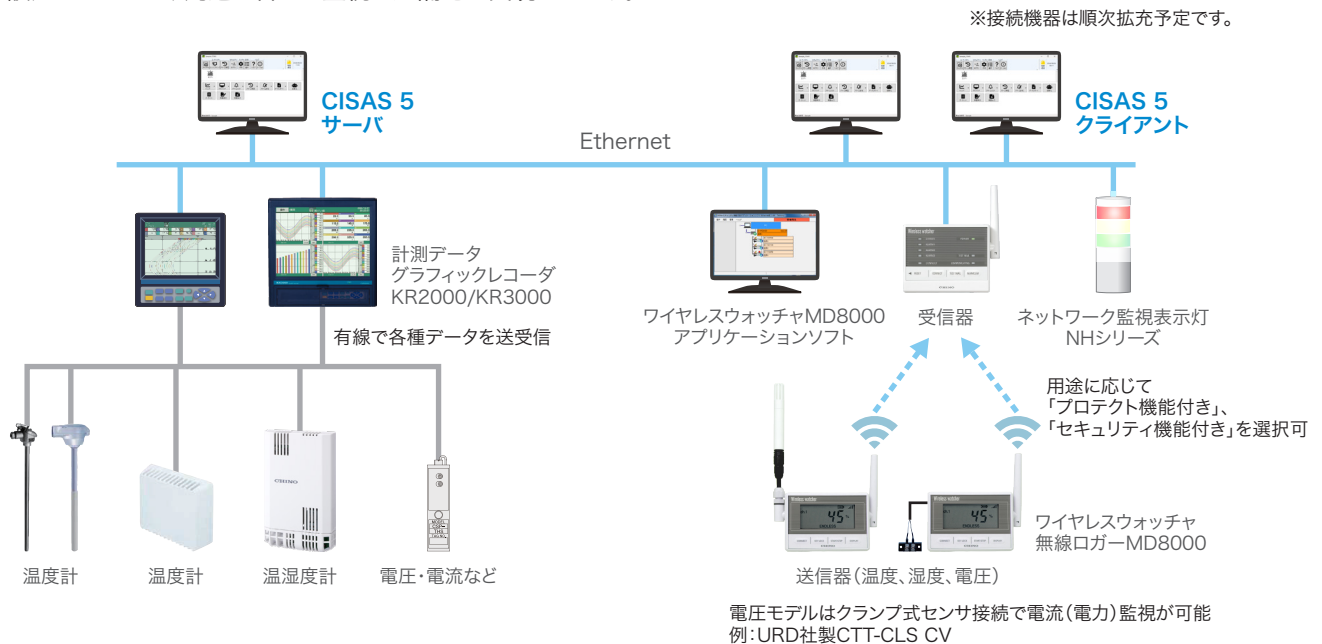 ※接続機器は順次拡充予定です。
CISAS 5
サーバ
CISAS 5
クライアント
Ethernet
計測データ
グラフィックレコーダ
KR2000/KR3000
有線で各種データを送受信
ワイヤレスウォッチャMD8000
アプリケーションソフト
受信器
ネットワーク監視表示灯
NHシリーズ
用途に応じて
「プロテクト機能付き」、
「セキュリティ機能付き」を選択可
CHINO
45
45
ワイヤレスウォッチャ
無線ロガーMD8000
温度計
温度計
温湿度計
電圧・電流など
送信器(温度、湿度、電圧)
電圧モデルはクランプ式センサ接続で電流(電力)監視が可能
例:URD社製CTT-CLS CV